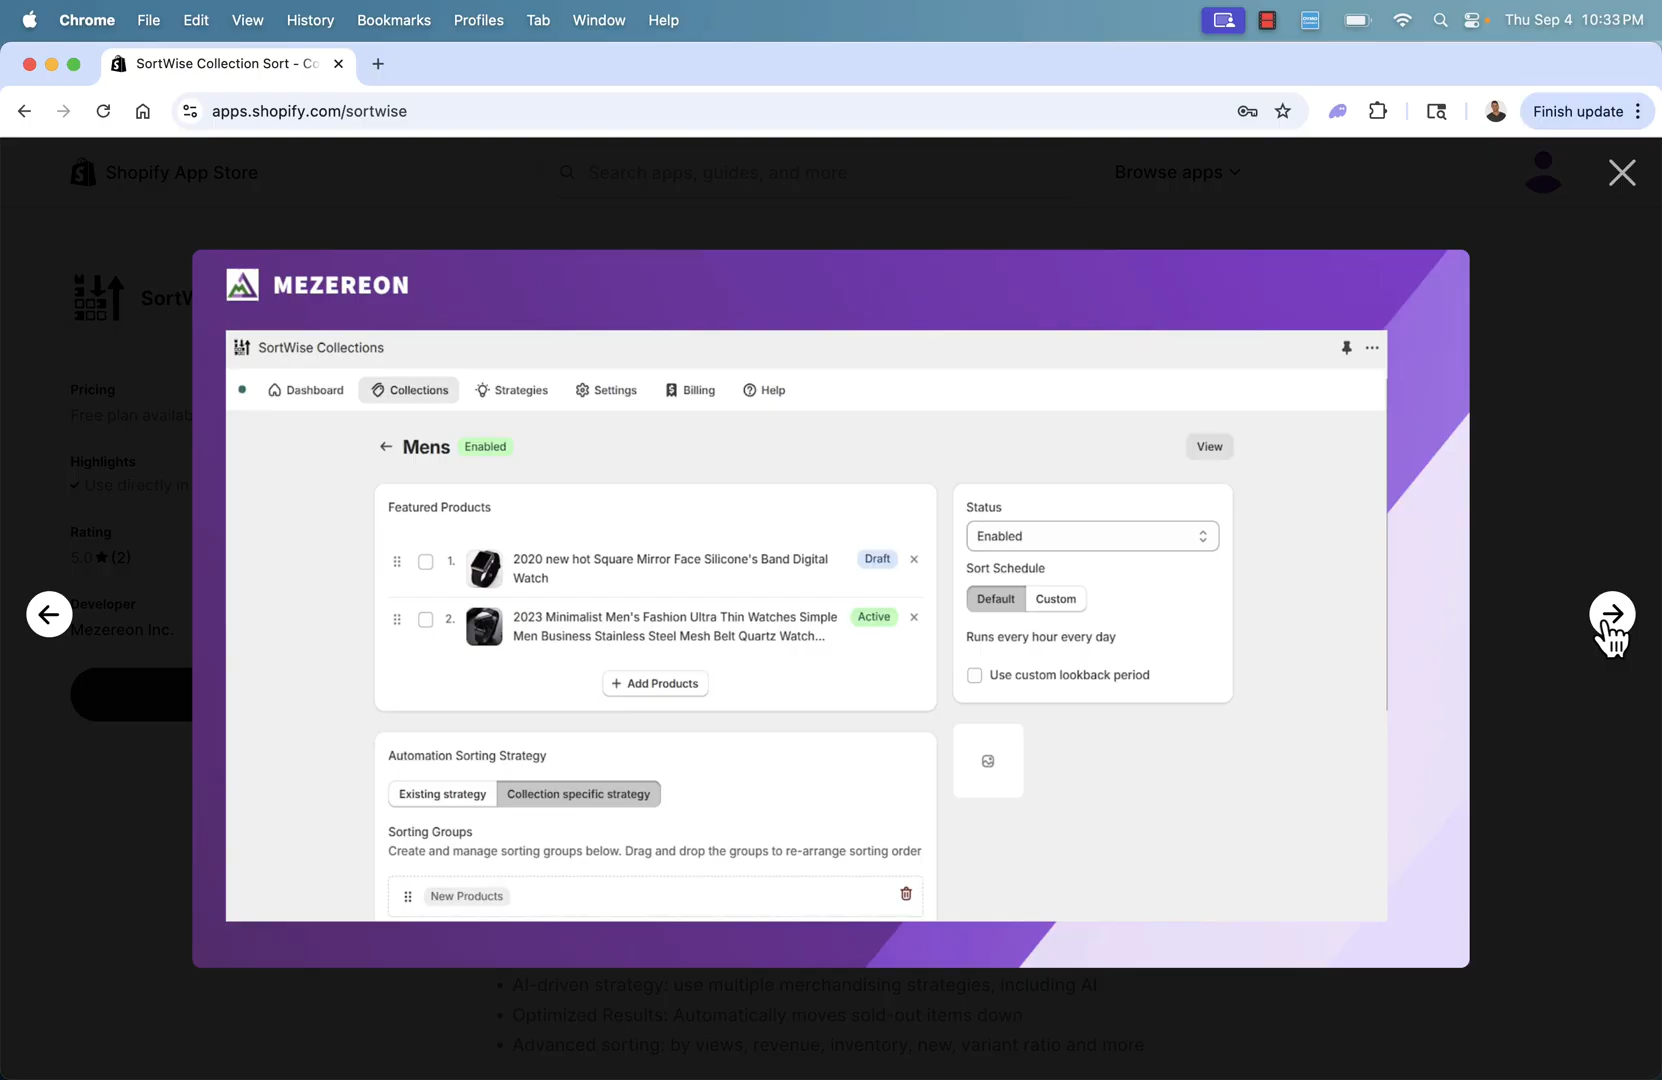 Chrome File Edit View History Bookmarks Profiles Tab Window Help
Thu Sep 4 10:33 PM
SortWise Collection Sort - Co
apps.shopify.com/sortwise
Finish update
Shopify App Store
Search apps, guides, and more
Browse apps
SortW
Pricing
Free plan availab
Highlights
Use directly in
Rating
5.0★(2)
Developer
Mezereon Inc.
MEZEREON
SortWise Collections
Dashboard Collections Strategies Settings Billing Help
Mens Enabled
View
Featured Products
1. 2020 new hot Square Mirror Face Silicone's Band Digital
Watch
Draft
2. 2023 Minimalist Men's Fashion Ultra Thin Watches Simple
Men Business Stainless Steel Mesh Belt Quartz Watch...
Active
+ Add Products
Status
Enabled
Sort Schedule
Default Custom
Runs every hour every day
Use custom lookback period
Automation Sorting Strategy
Existing strategy Collection specific strategy
Sorting Groups
Create and manage sorting groups below. Drag and drop the groups to re-arrange sorting order
New Products
• AI-driven strategy: use multiple merchandising strategies, including AI
• Optimized Results: Automatically moves sold-out items down
• Advanced sorting: by views, revenue, inventory, new, variant ratio and more